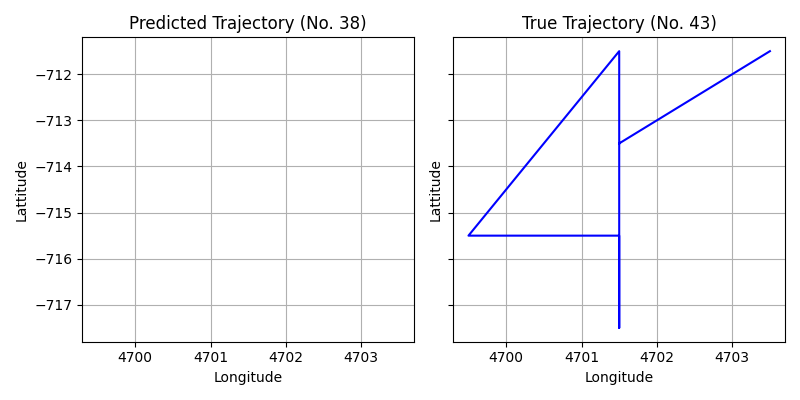 Predicted Trajectory (No. 38)
True Trajectory (No. 43)
Lattitude
−712
−713
−714
−715
−716
−717
4700
4701
4702
4703
Longitude
Lattitude
4700
4701
4702
4703
Longitude